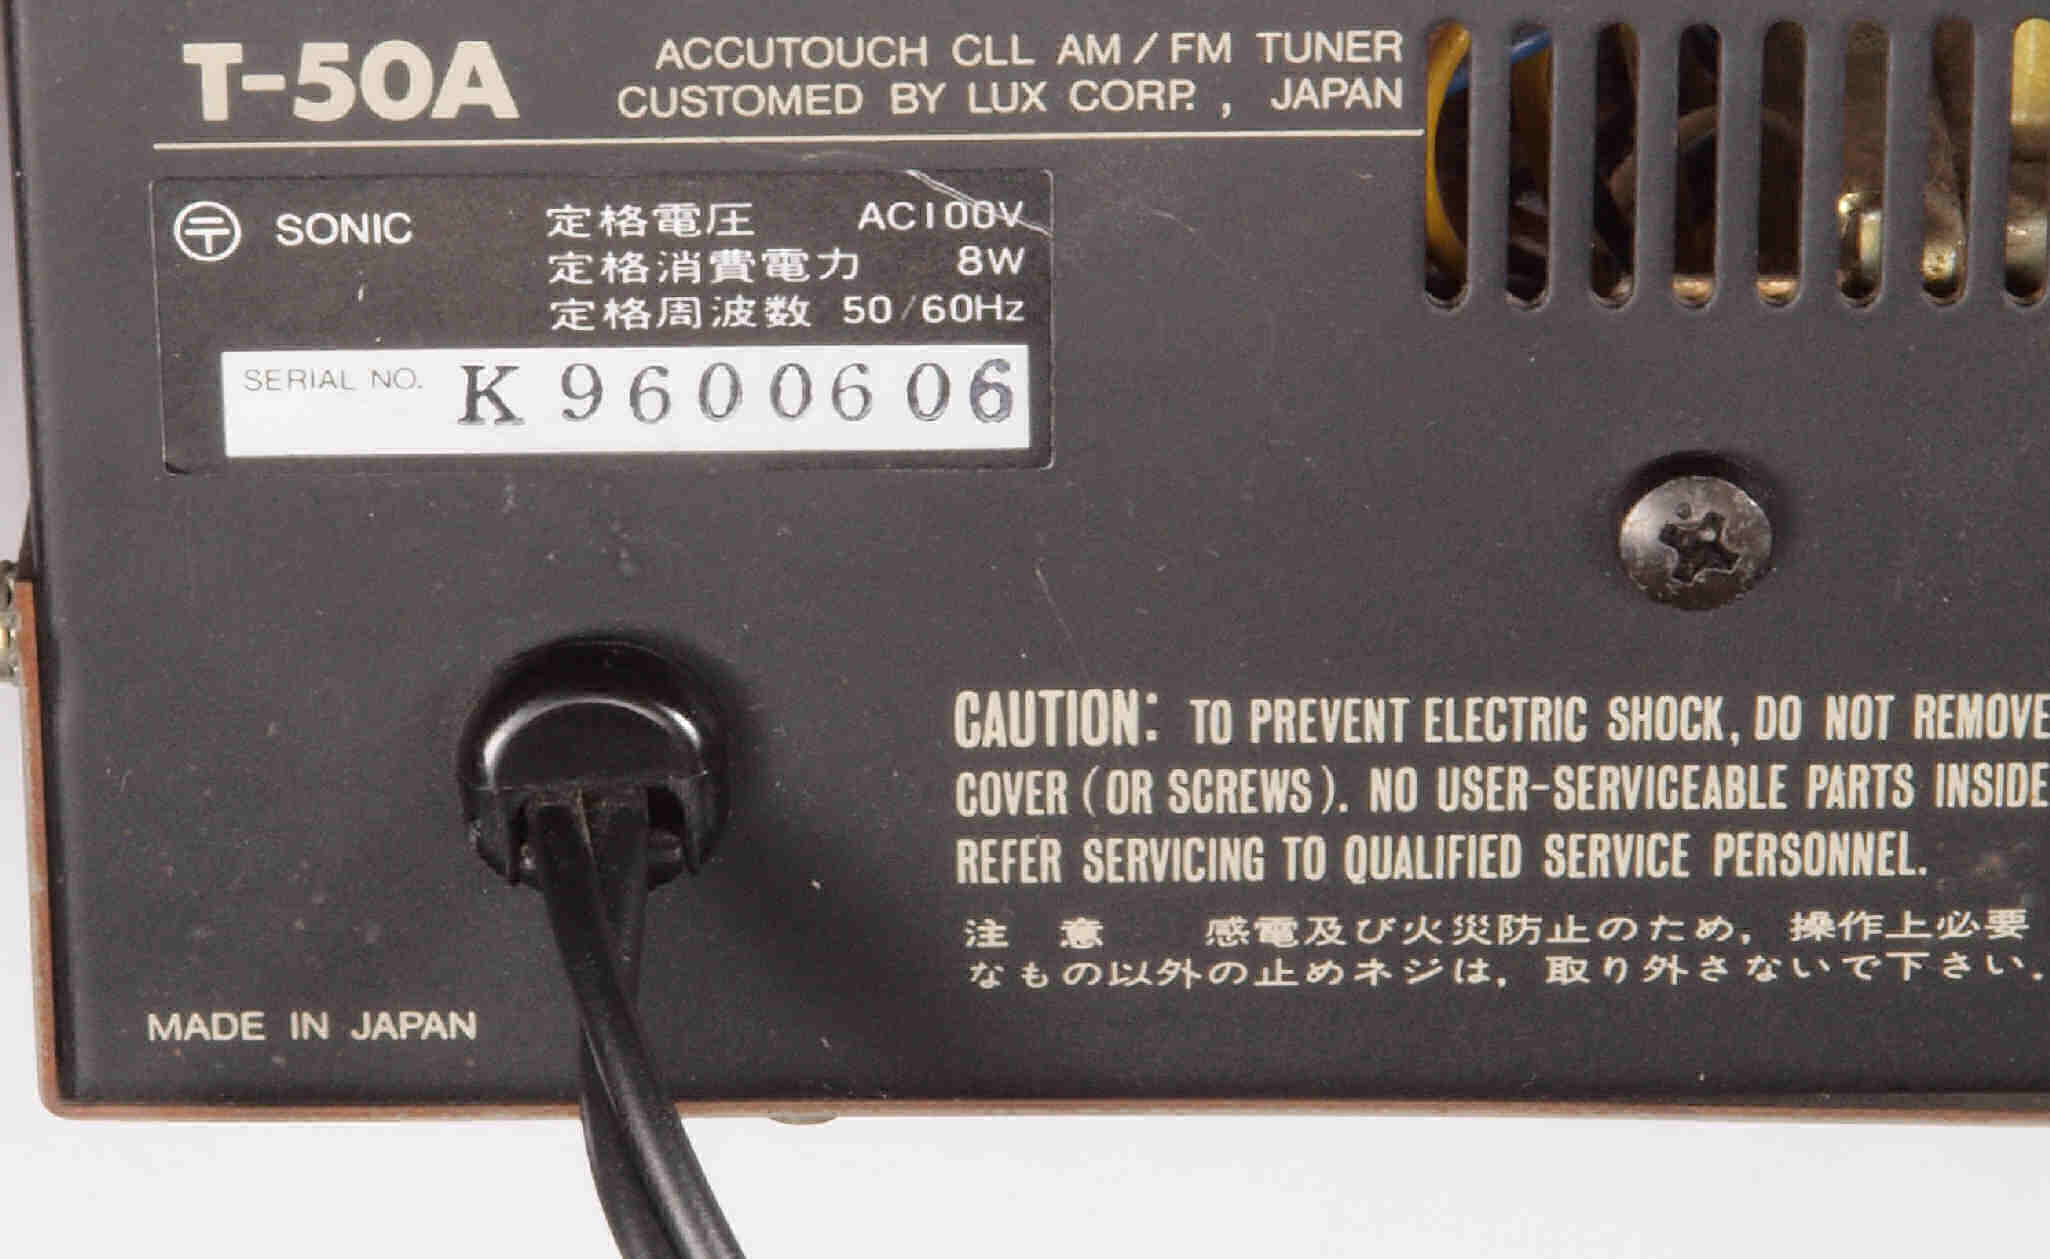 T-50A
ACCUTOUCH CLL AM/FM TUNER
CUSTOMED BY LUX CORP., JAPAN
〒 SONIC
定格電圧 AC100V
定格消費電力 8W
定格周波数 50/60Hz
SERIAL NO. K9600606
CAUTION: TO PREVENT ELECTRIC SHOCK, DO NOT REMOVE
COVER (OR SCREWS). NO USER-SERVICEABLE PARTS INSIDE
REFER SERVICING TO QUALIFIED SERVICE PERSONNEL.
注意 感電及び火災防止のため, 操作上必要
なもの以外の止めネジは, 取り外さないで下さい.
MADE IN JAPAN